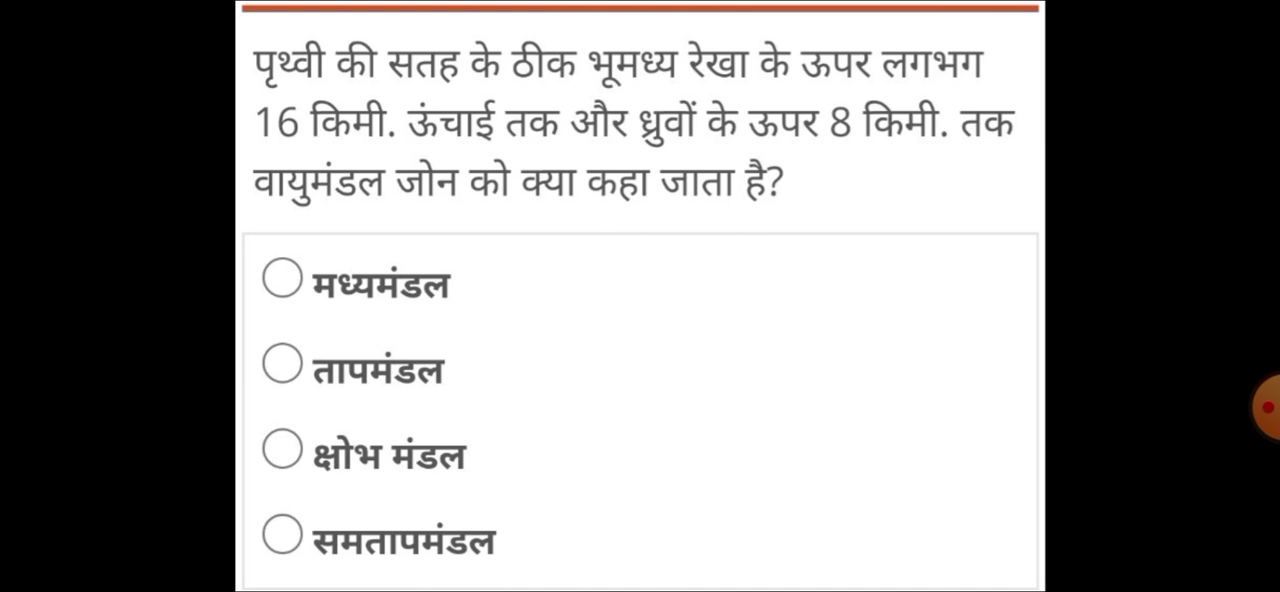 पृथ्वी की सतह के ठीक भूमध्य रेखा के ऊपर लगभग
16 किमी. ऊंचाई तक और ध्रुवों के ऊपर 8 किमी. तक
वायुमंडल जोन को क्या कहा जाता है?
मध्यमंडल
तापमंडल
क्षोभ मंडल
समतापमंडल